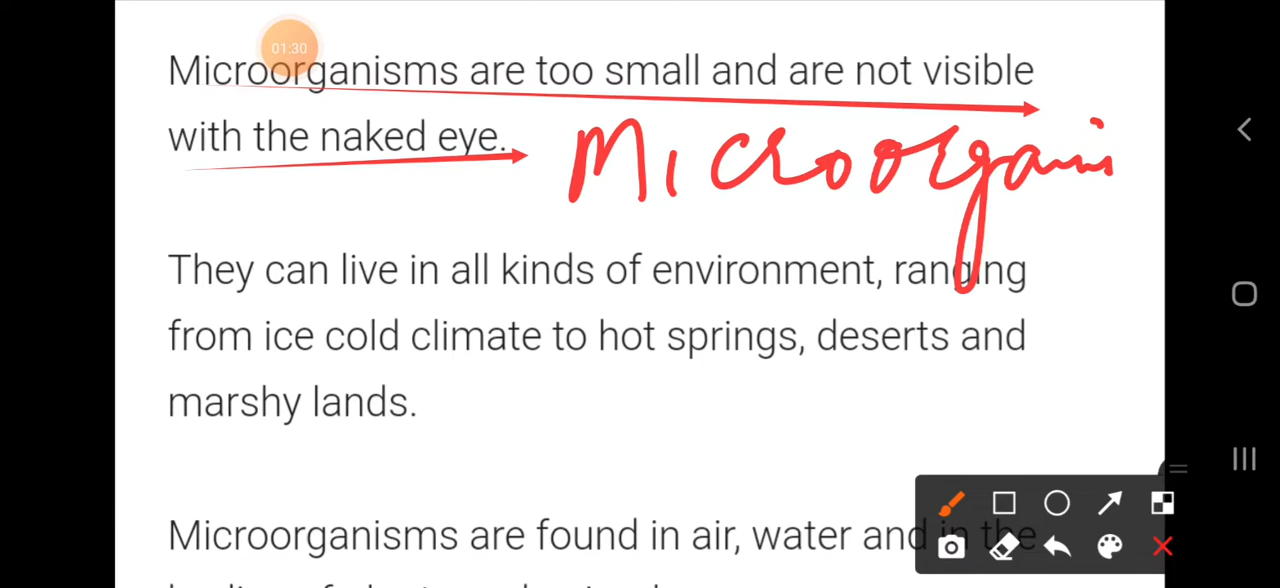 01:30
Microorganisms are too small and are not visible
with the naked eye.
Microorganis
They can live in all kinds of environment, ranging
from ice cold climate to hot springs, deserts and
marshy lands.
Microorganisms are found in air, water and in the